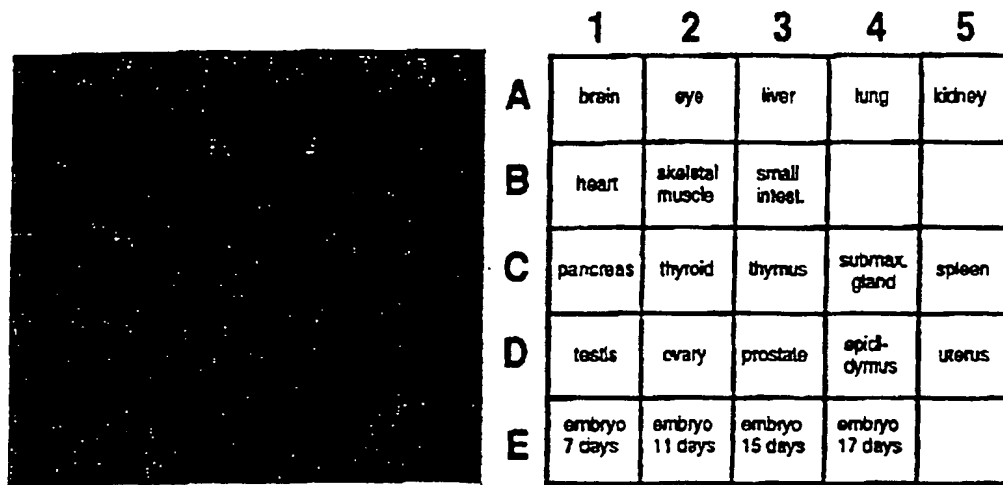 1 2 3 4 5
A brain eye liver lung kidney
B heart skeletal muscle small intest.
C pancreas thyroid thymus submax. gland spleen
D testis ovary prostate epidi- dymus uterus
E embryo 7 days embryo 11 days embryo 15 days embryo 17 days